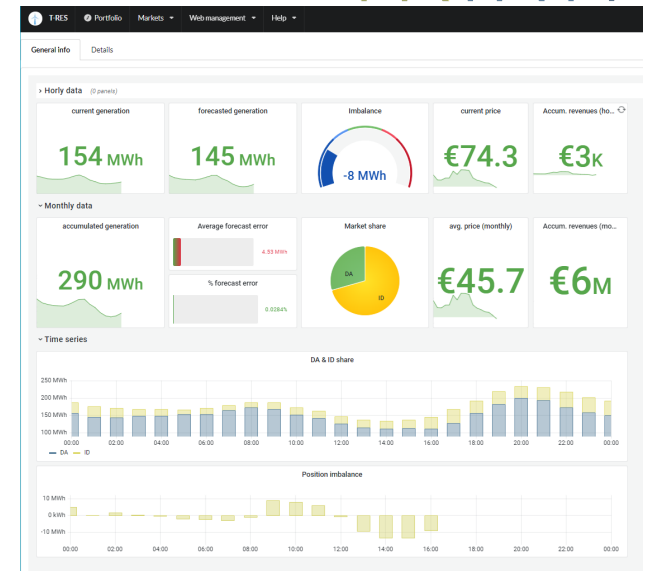 T-RES Portfolio Markets Web management Help
General info Details
Horly data (0 panels)
current generation forecasted generation Imbalance current price Accum. revenues (ho...
154 MWh 145 MWh -8 MWh €74.3 €3K
Monthly data
accumulated generation Average forecast error Market share avg. price (monthly) Accum. revenues (mo...
290 MWh 4.53 MWh DA ID €45.7 €6M
% forecast error
0.0284%
Time series
DA & ID share
250 MWh
200 MWh
150 MWh
100 MWh
00:00 02:00 04:00 06:00 08:00 10:00 12:00 14:00 16:00 18:00 20:00 22:00 00:00
DA ID
Position imbalance
10 MWh
0 kWh
-10 MWh
00:00 02:00 04:00 06:00 08:00 10:00 12:00 14:00 16:00 18:00 20:00 22:00 00:00